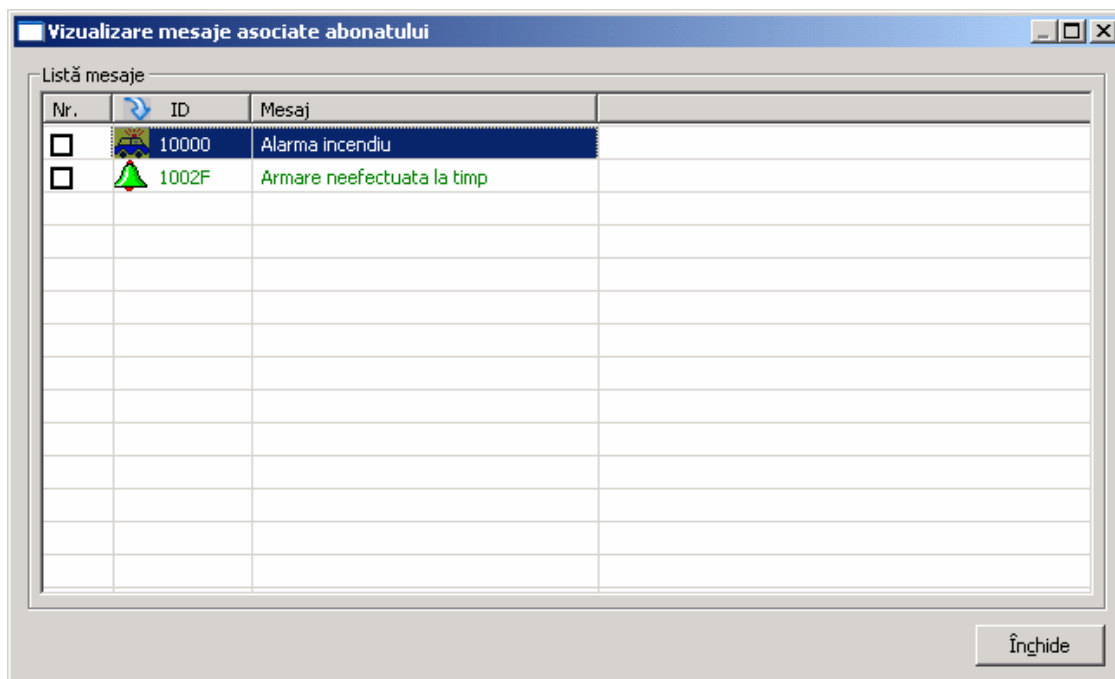 Vizualizare mesaje asociate abonatului
Listă mesaje
Nr. ID Mesaj
10000 Alarma incendiu
1002F Armare neefectuata la timp
Închide